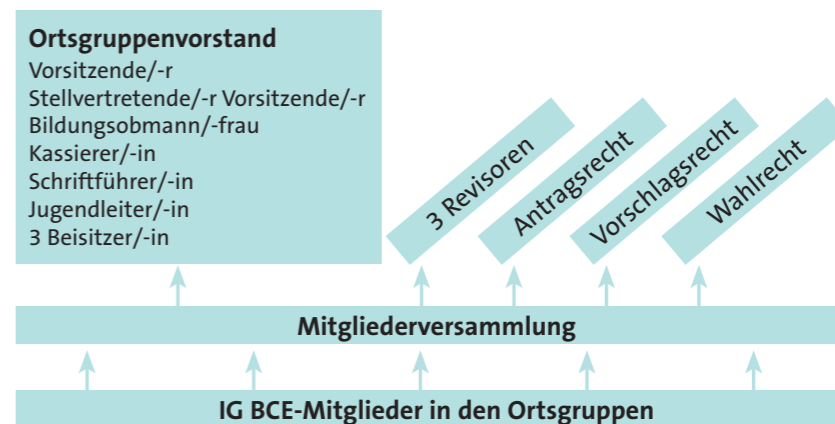 Ortsgruppenvorstand
Vorsitzende/-r
Stellvertretende/-r Vorsitzende/-r
Bildungsobmann/-frau
Kassierer/-in
Schriftführer/-in
Jugendleiter/-in
3 Beisitzer/-in
3 Revisoren
Antragsrecht
Vorschlagsrecht
Wahlrecht
Mitgliederversammlung
IG BCE-Mitglieder in den Ortsgruppen